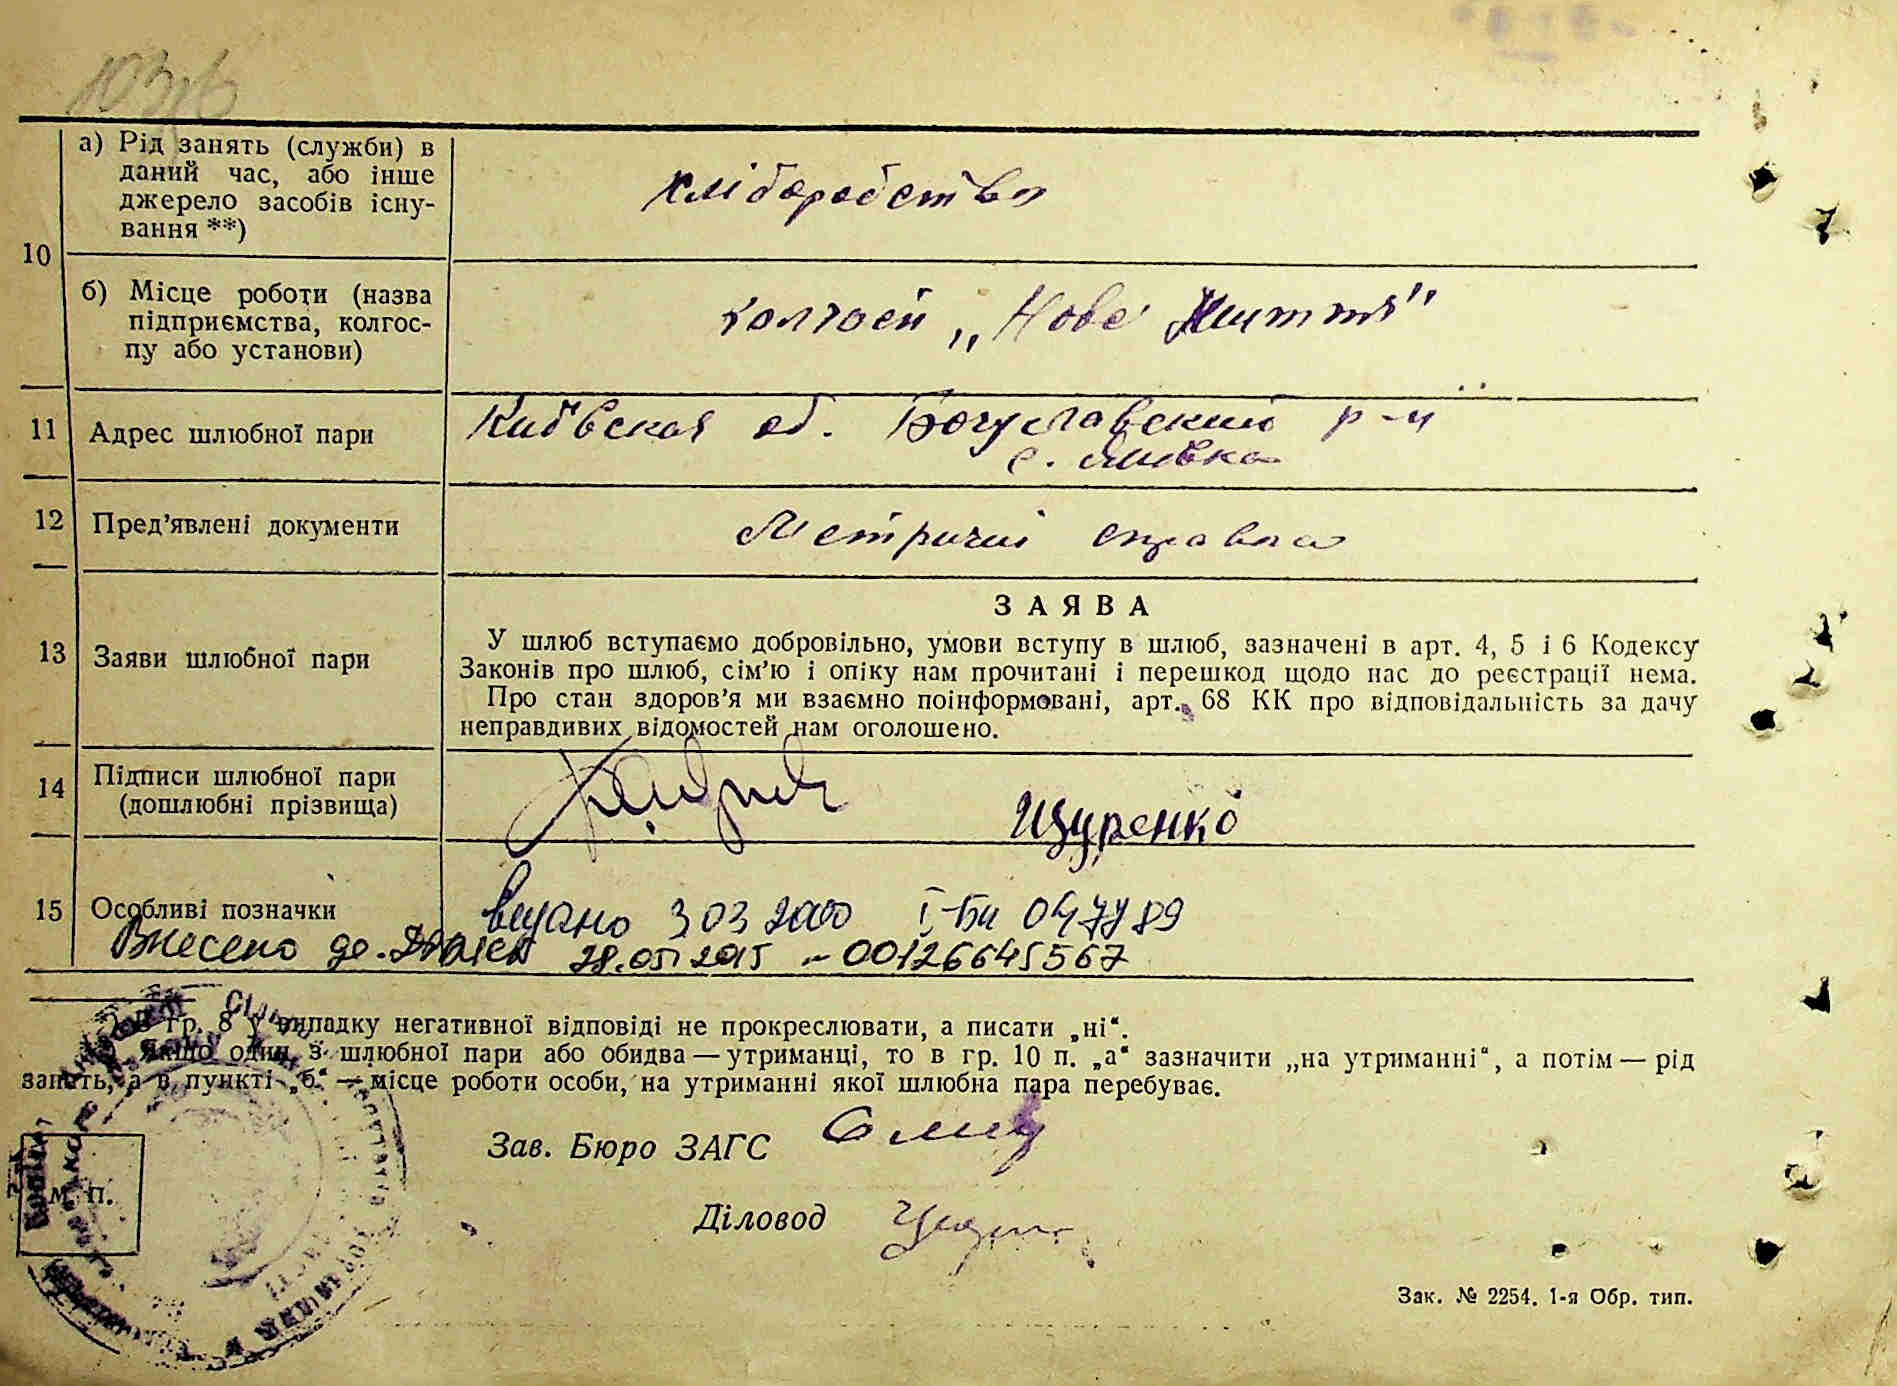 а) Рід занять (служби) в
даний час, або інше
джерело засобів існу-
вання **)
хліборобство
10
б) Місце роботи (назва
підприємства, колгос-
пу або установи)
колгосп „Нове Життя"
11 Адрес шлюбної пари
Київская об. Богуславский р-н
с.
12 Пред’явлені документи
Метричні справка
ЗАЯВА
13 Заяви шлюбної пари
У шлюб вступаємо добровільно, умови вступу в шлюб, зазначені в арт. 4, 5 і 6 Кодексу
Законів про шлюб, сім’ю і опіку нам прочитані і перешкод щодо нас до реєстрації нема.
Про стан здоров’я ми взаємно поінформовані, арт. 68 КК про відповідальність за дачу
неправдивих відомостей нам оголошено.
14 Підписи шлюбної пари
(дошлюбні прізвища)
Щуренко
15 Особливі позначки
видано 3 03 2000 І-БК 047789
Внесено до 28.05 2015 - 00126645567
гр. 8 у випадку негативної відповіді не прокреслювати, а писати „ні“.
Якщо один з шлюбної пари або обидва — утриманці, то в гр. 10 п. „а“ зазначити „на утриманні“, а потім — рід
занять, а в пункті „б“ — місце роботи особи, на утриманні якої шлюбна пара перебуває.
Зав. Бюро ЗАГС
М. П.
Діловод
Зак. № 2254. 1-я Обр. тип.